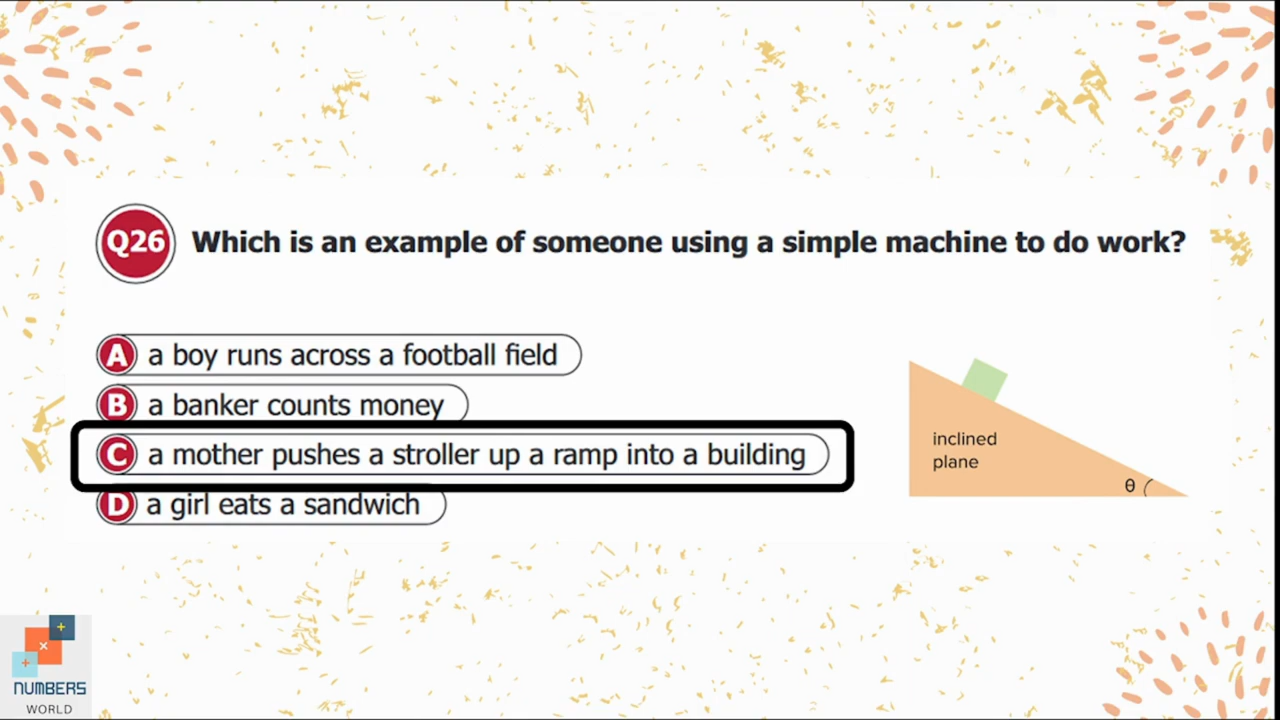 Q26 Which is an example of someone using a simple machine to do work?
A a boy runs across a football field
B a banker counts money
C a mother pushes a stroller up a ramp into a building
D a girl eats a sandwich
inclined
plane
θ
NUMBERS
WORLD